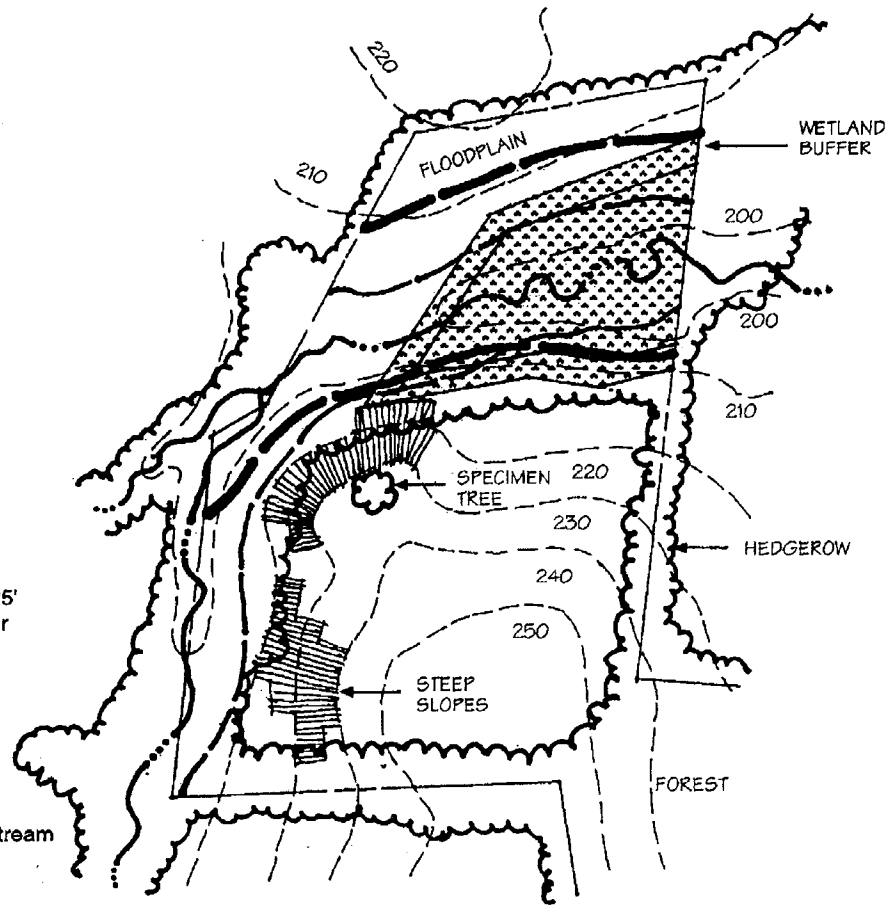 220
WETLAND
BUFFER
FLOODPLAIN
210
200
200
210
SPECIMEN
TREE
220
230
HEDGEROW
240
250
STEEP
SLOPES
FOREST
5'
r
tream